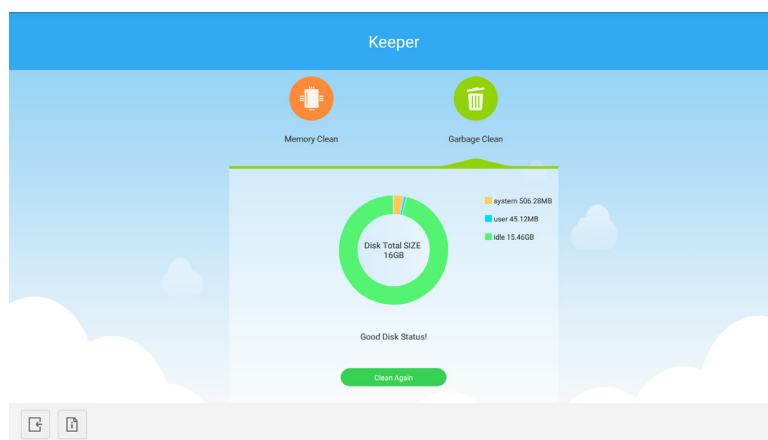 Keeper
Memory Clean
Garbage Clean
system 506.28MB
user 45.12MB
idle 15.46GB
Disk Total SIZE
16GB
Good Disk Status!
Clean Again